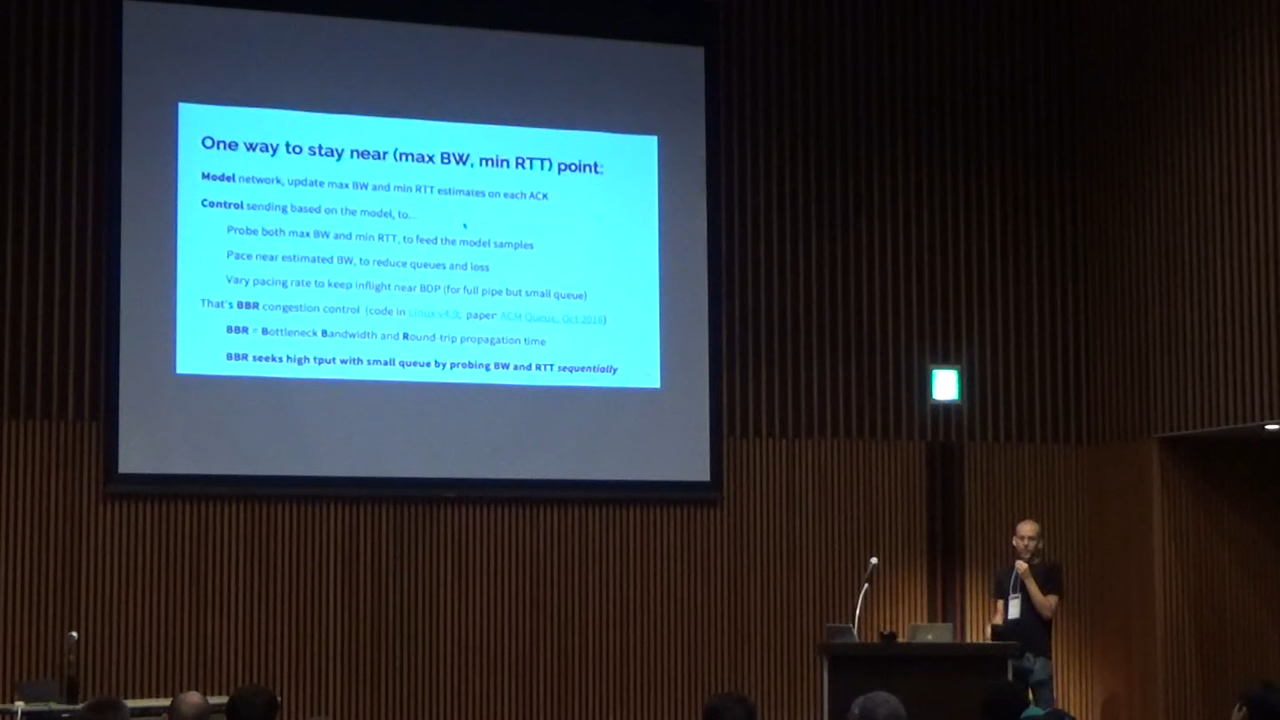 One way to stay near (max BW, min RTT) point:
Model network, update max BW and min RTT estimates on each ACK
Control sending based on the model, to...
Probe both max BW and min RTT, to feed the model samples
Pace near estimated BW, to reduce queues and loss
Vary pacing rate to keep inflight near BDP (for full pipe but small queue)
That's BBR congestion control (code in Linux v4.9, paper: ACM Queue, Oct 2016)
BBR = Bottleneck Bandwidth and Round-trip propagation time
BBR seeks high tput with small queue by probing BW and RTT sequentially